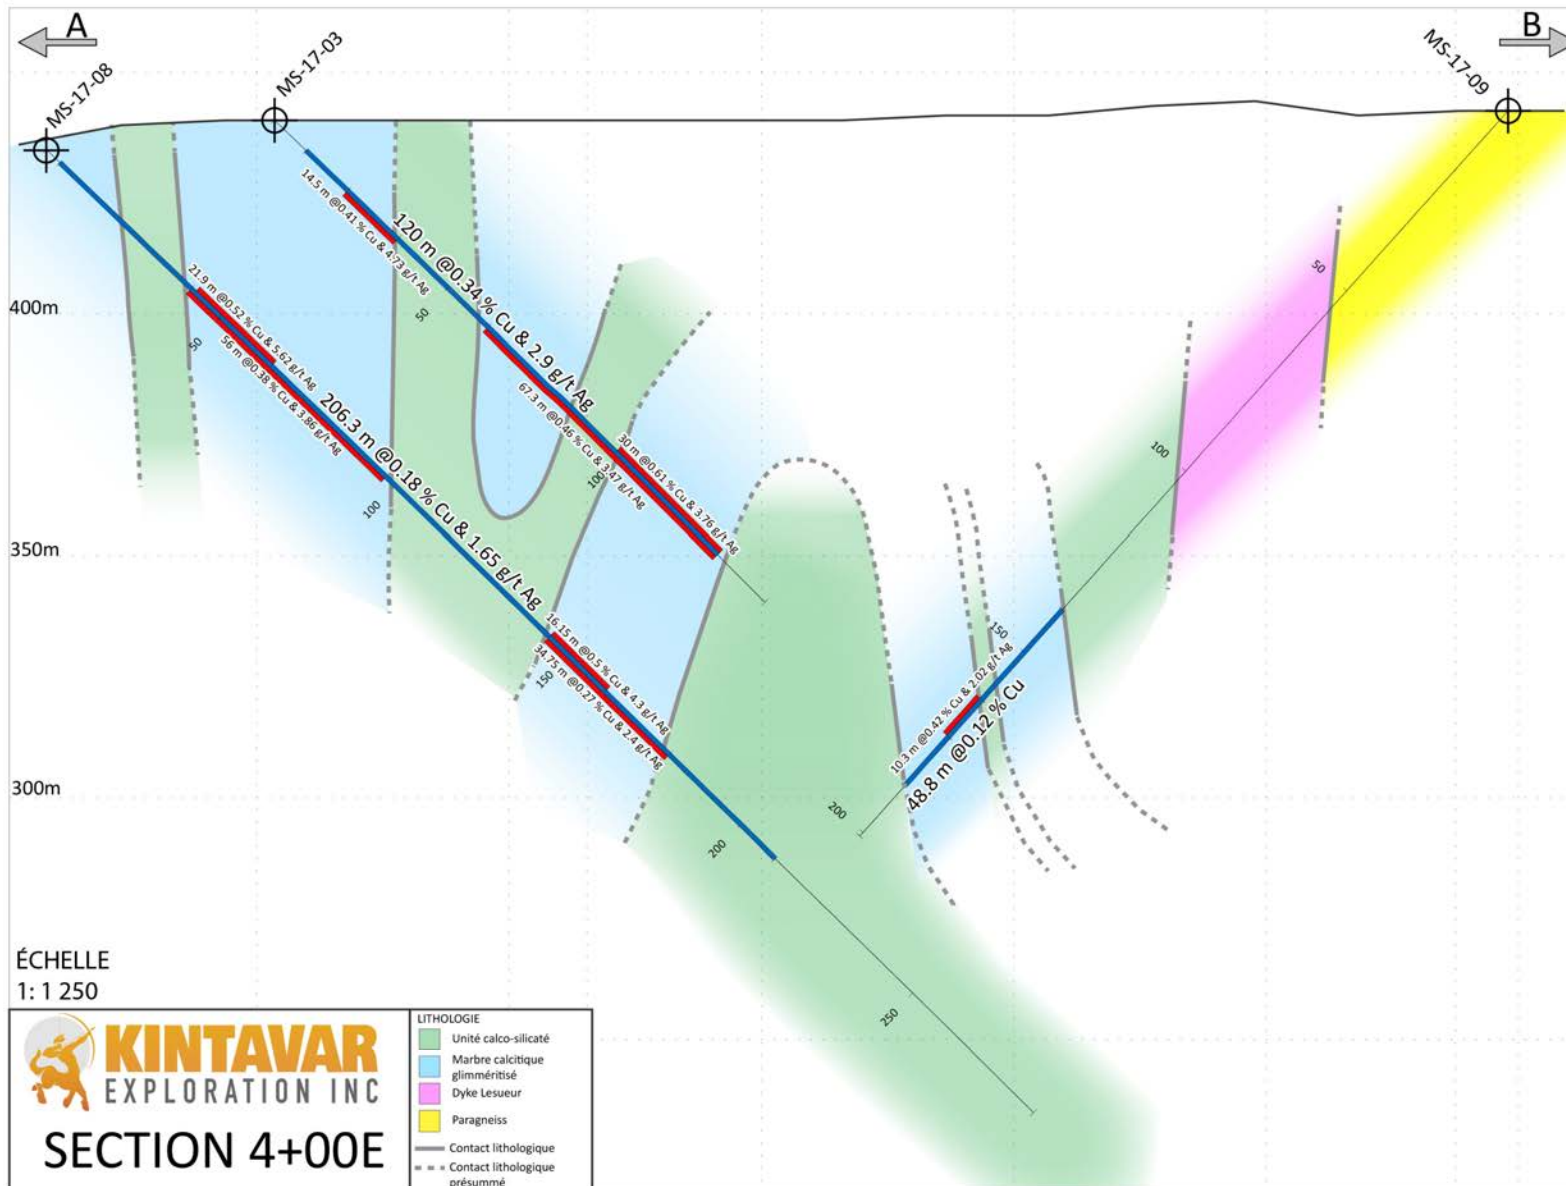 A
B
MS-17-08
MS-17-03
MS-17-09
14.5 m @0.41 % Cu & 4.73 g/t Ag
120 m @0.34 % Cu & 2.9 g/t Ag
50
67.3 m @0.46 % Cu & 3.47 g/t Ag
30 m @0.61 % Cu & 3.76 g/t Ag
100
21.9 m @0.52 % Cu & 5.62 g/t Ag
56 m @0.38 % Cu & 3.86 g/t Ag
50
206.3 m @0.18 % Cu & 1.65 g/t Ag
100
16.15 m @0.5 % Cu & 4.3 g/t Ag
34.75 m @0.27 % Cu & 2.4 g/t Ag
150
200
250
50
100
150
10.3 m @0.42 % Cu & 2.02 g/t Ag
48.8 m @0.12 % Cu
200
400m
350m
300m
ÉCHELLE
1: 1 250
KINTAVAR
EXPLORATION INC
SECTION 4+00E
LITHOLOGIE
Unité calco-silicaté
Marbre calcitique
glimméritisé
Dyke Lesueur
Paragneiss
Contact lithologique
Contact lithologique
présummé